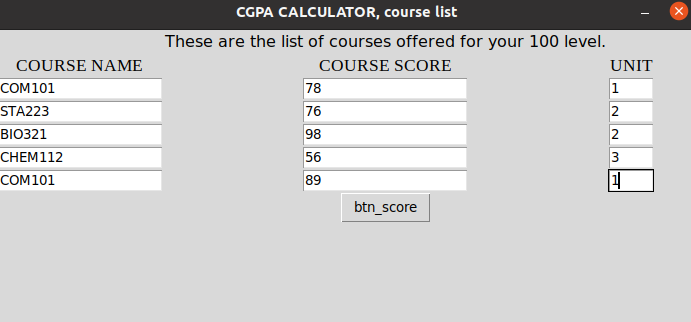 CGPA CALCULATOR, course list
These are the list of courses offered for your 100 level.
COURSE NAME COURSE SCORE UNIT
COM101 78 1
STA223 76 2
BIO321 98 2
CHEM112 56 3
COM101 89 1
btn_score